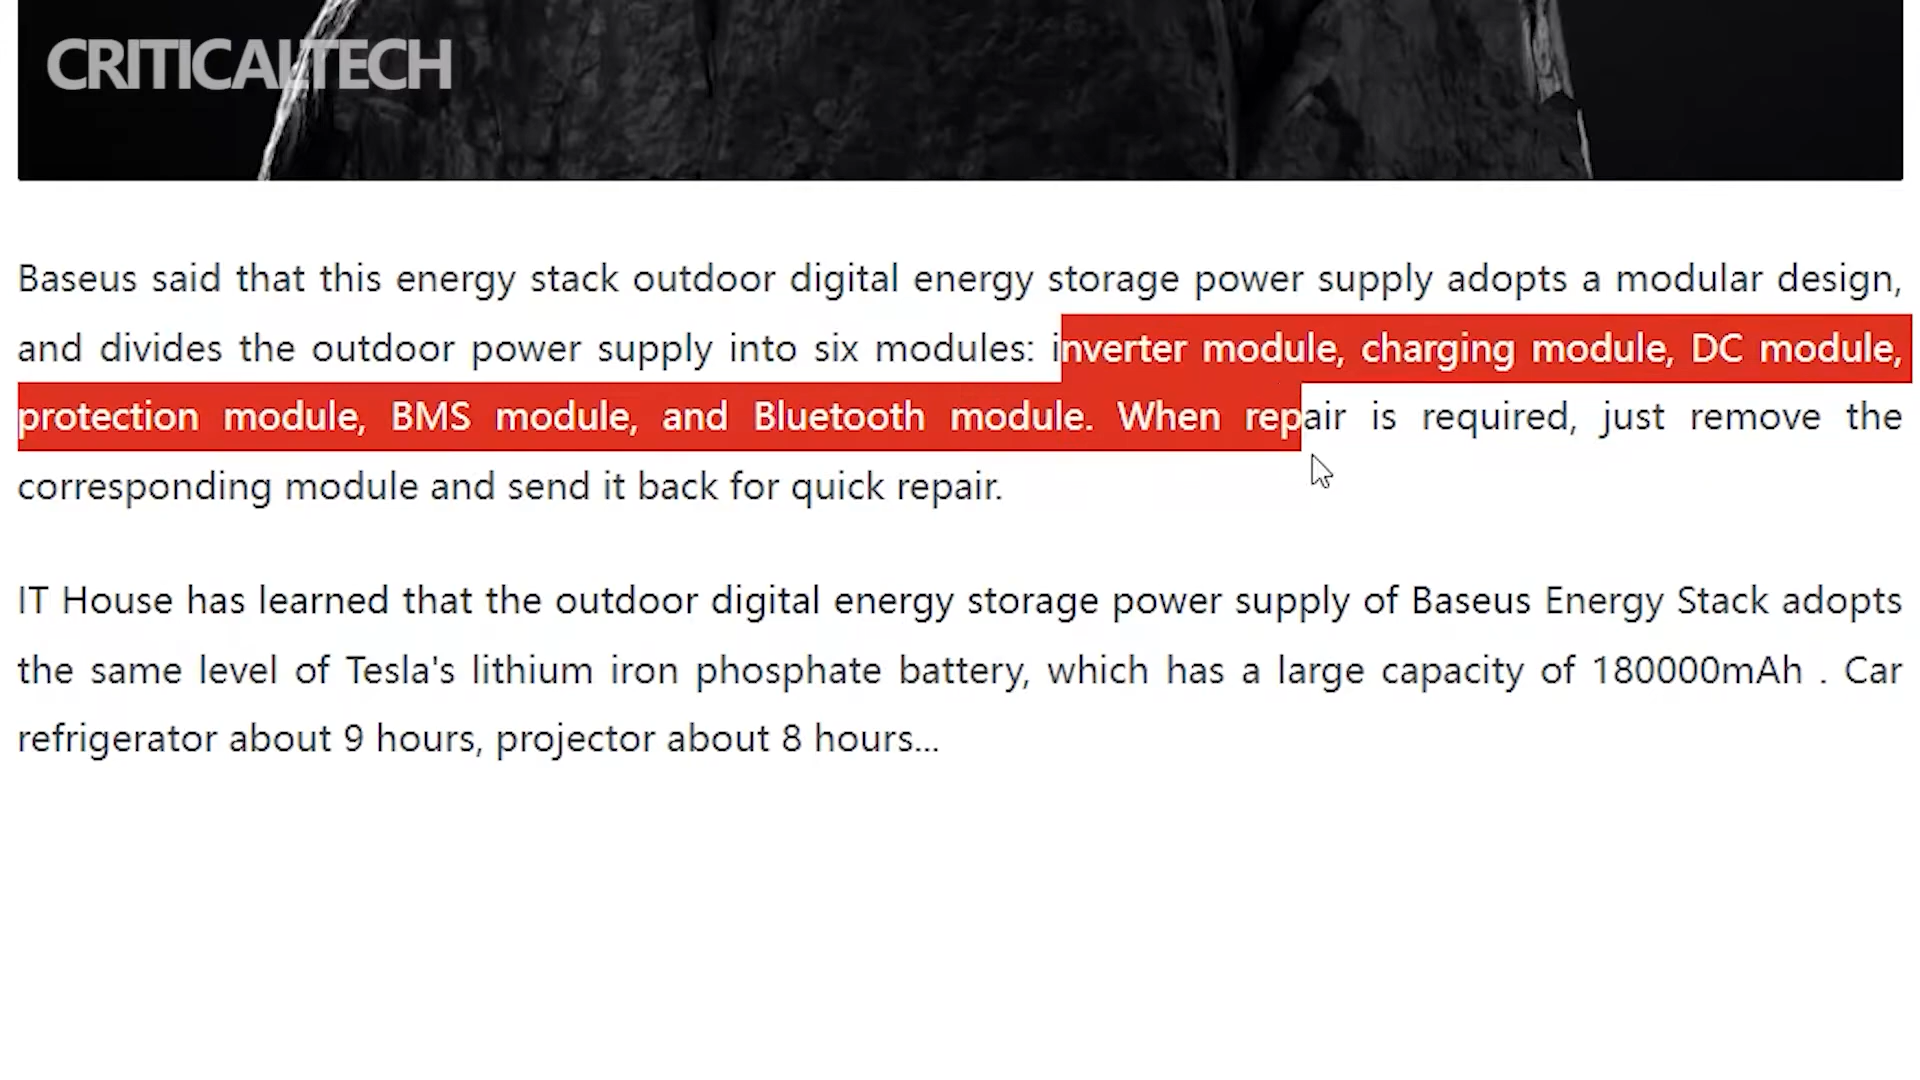 CRITICALTECH
Baseus said that this energy stack outdoor digital energy storage power supply adopts a modular design,
and divides the outdoor power supply into six modules: inverter module, charging module, DC module,
protection module, BMS module, and Bluetooth module. When repair is required, just remove the
corresponding module and send it back for quick repair.
IT House has learned that the outdoor digital energy storage power supply of Baseus Energy Stack adopts
the same level of Tesla's lithium iron phosphate battery, which has a large capacity of 180000mAh . Car
refrigerator about 9 hours, projector about 8 hours...